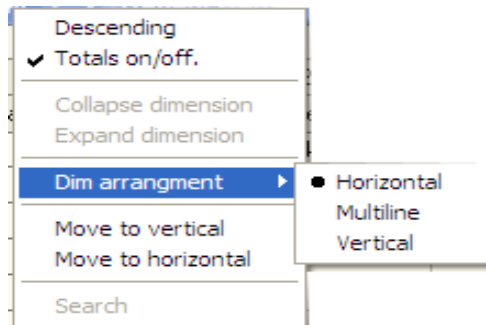 Descending
Totals on/off.
Collapse dimension
Expand dimension
Dim arrangment
Horizontal
Multiline
Vertical
Move to vertical
Move to horizontal
Search